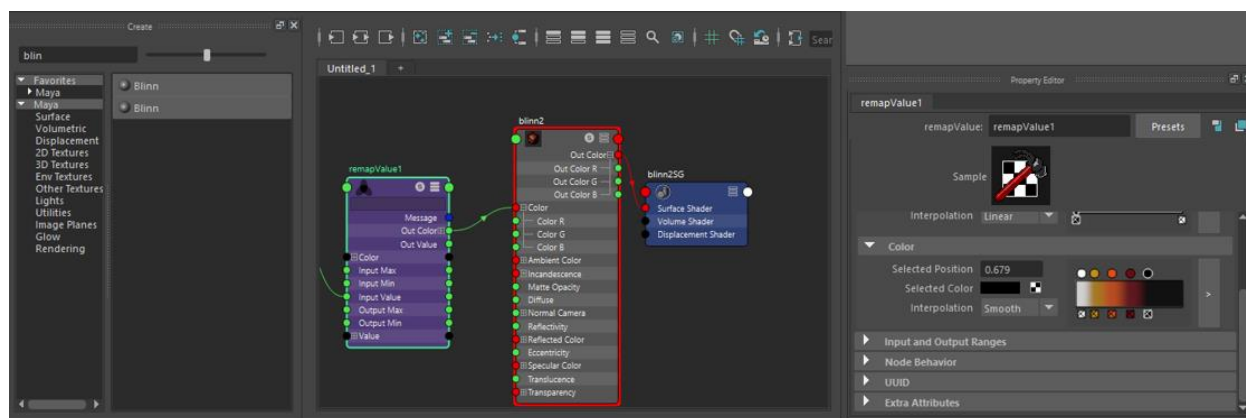 Create
blin
Favorites
Maya
Maya
Surface
Volumetric
Displacement
2D Textures
3D Textures
Env Textures
Other Textures
Lights
Utilities
Image Planes
Glow
Rendering
Blinn
Blinn
Sear
Untitled_1 +
remapValue1
Message
Out Color
Out Value
Color
Input Max
Input Min
Input Value
Output Max
Output Min
Value
blinn2
Out Color
Out Color R
Out Color G
Out Color B
Color
Color R
Color G
Color B
Ambient Color
Incandescence
Matte Opacity
Diffuse
Normal Camera
Reflectivity
Reflected Color
Eccentricity
Specular Color
Translucence
Transparency
blinn2SG
Surface Shader
Volume Shader
Displacement Shader
Property Editor
remapValue1
remapValue: remapValue1 Presets
Sample
Interpolation Linear
Color
Selected Position 0.679
Selected Color
Interpolation Smooth
>
Input and Output Ranges
Node Behavior
UUID
Extra Attributes